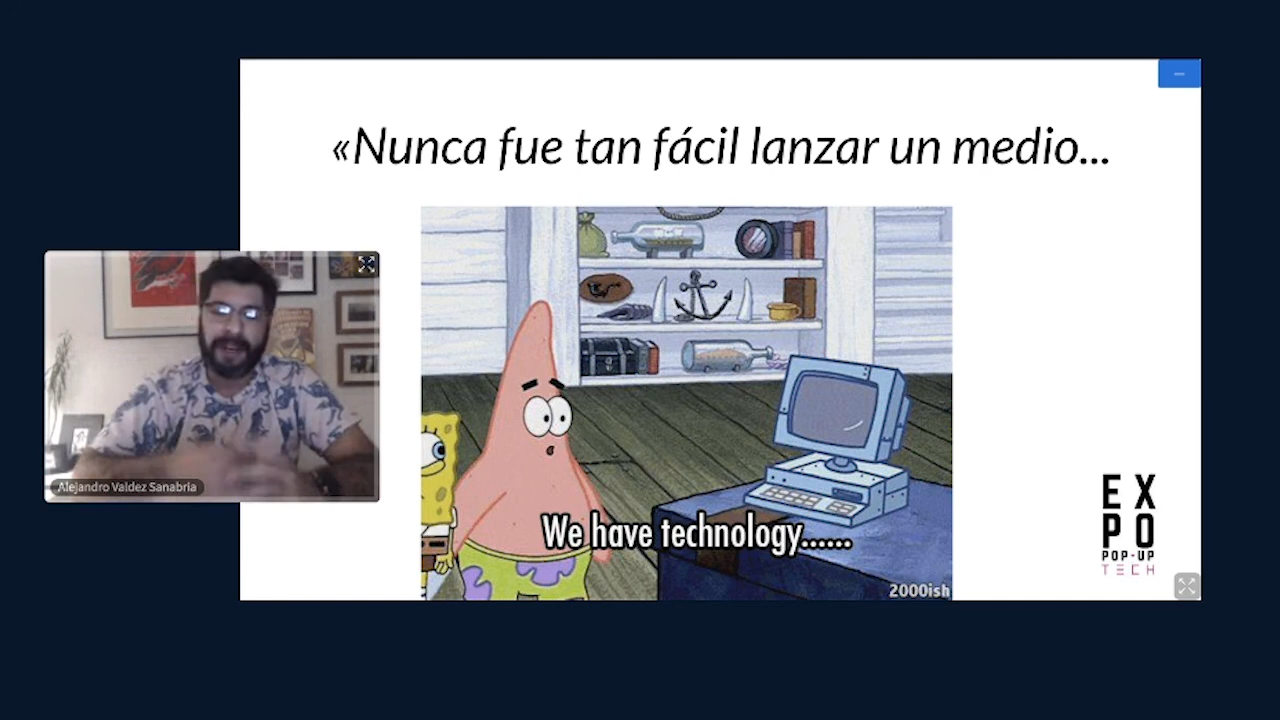 «Nunca fue tan fácil lanzar un medio...
Alejandro Valdez Sanabria
We have technology......
2000ish
EX
PO
POP-UP
TECH